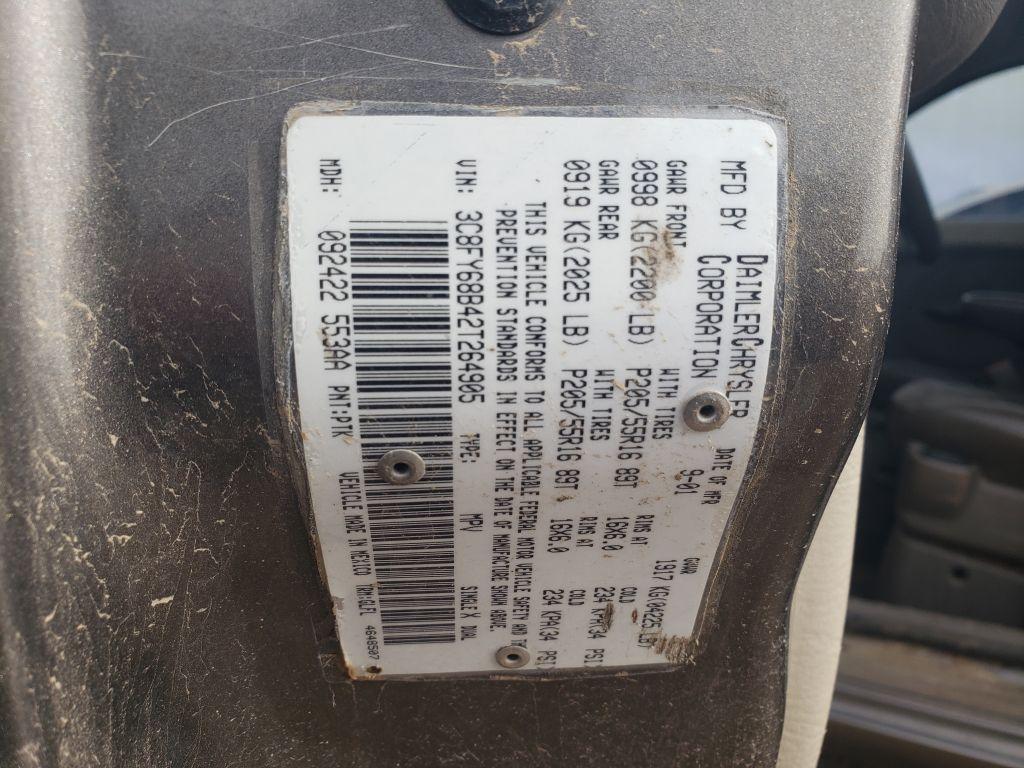 MFD BY DAIMLERCHRYSLER CORPORATION DATE OF MFR 9-01 GVWR 1917 KG(04225 LB)
GAWR FRONT WITH TIRES RIMS AT COLD
0998 KG(2200 LB) P205/55R16 89T 16X6.0 234 KPA(34 PSI
GAWR REAR WITH TIRES RIMS AT COLD
0919 KG(2025 LB) P205/55R16 89T 16X6.0 234 KPA(34 PSI
THIS VEHICLE CONFORMS TO ALL APPLICABLE FEDERAL MOTOR VEHICLE SAFETY AND
PREVENTION STANDARDS IN EFFECT ON THE DATE OF MANUFACTURE SHOWN ABOVE.
VIN: 3C8FY68B42T264905 TYPE: MPV SINGLE X DUAL
MDH: 092422 553AA PNT: VEHICLE MADE IN MEXICO 4648507